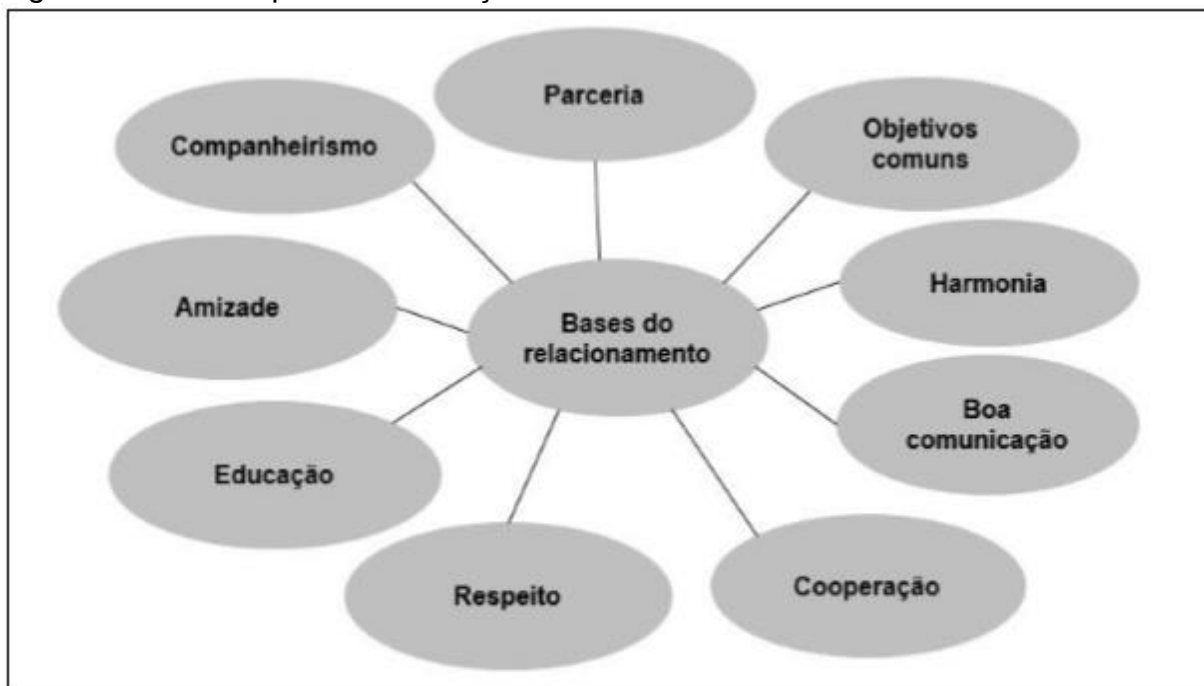 Parceria
Companheirismo
Objetivos
comuns
Amizade
Harmonia
Bases do
relacionamento
Boa
comunicação
Educação
Respeito
Cooperação